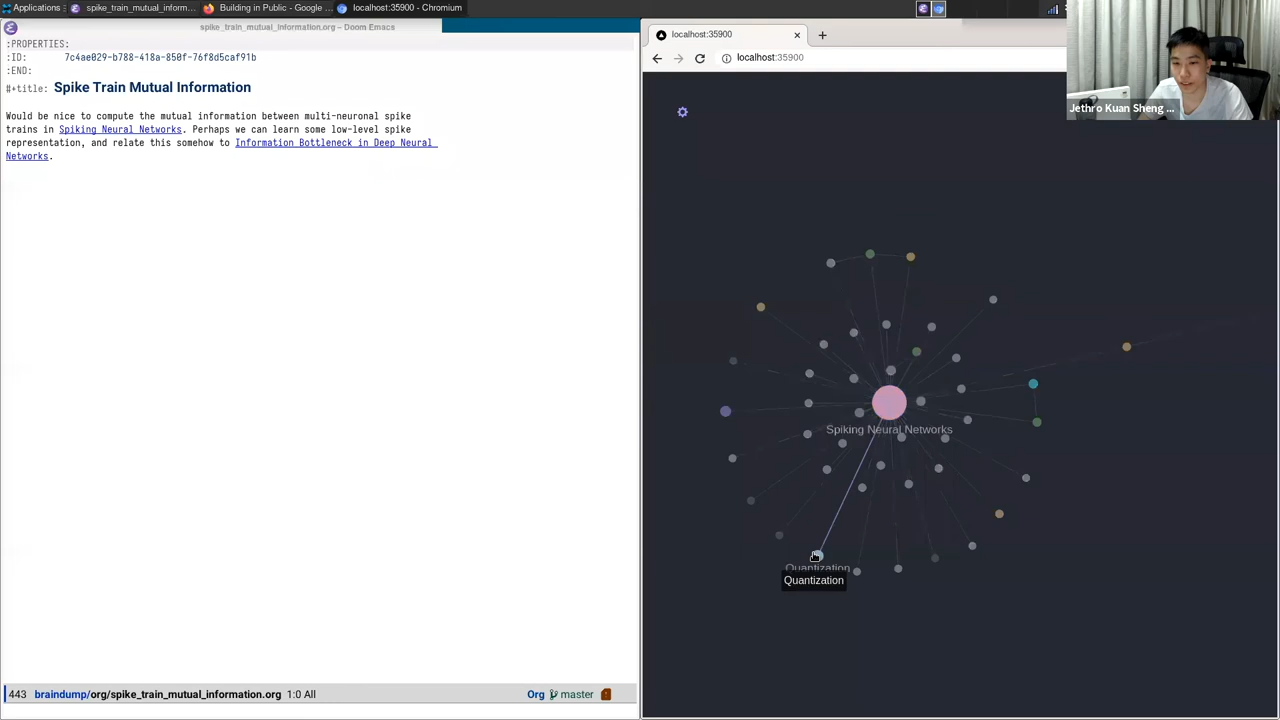 Applications
spike_train_mutual_inform...
Building in Public - Google ...
localhost:35900 - Chromium
spike_train_mutual_information.org – Doom Emacs
:PROPERTIES:
:ID: 7c4ae029-b788-418a-850f-76f8d5caf91b
:END:
#+title: Spike Train Mutual Information
Would be nice to compute the mutual information between multi-neuronal spike
trains in Spiking Neural Networks. Perhaps we can learn some low-level spike
representation, and relate this somehow to Information Bottleneck in Deep Neural
Networks.
443 braindump/org/spike_train_mutual_information.org 1:0 All
Org master
localhost:35900
localhost:35900
Jethro Kuan Sheng ...
Spiking Neural Networks
Quantization
Quantization